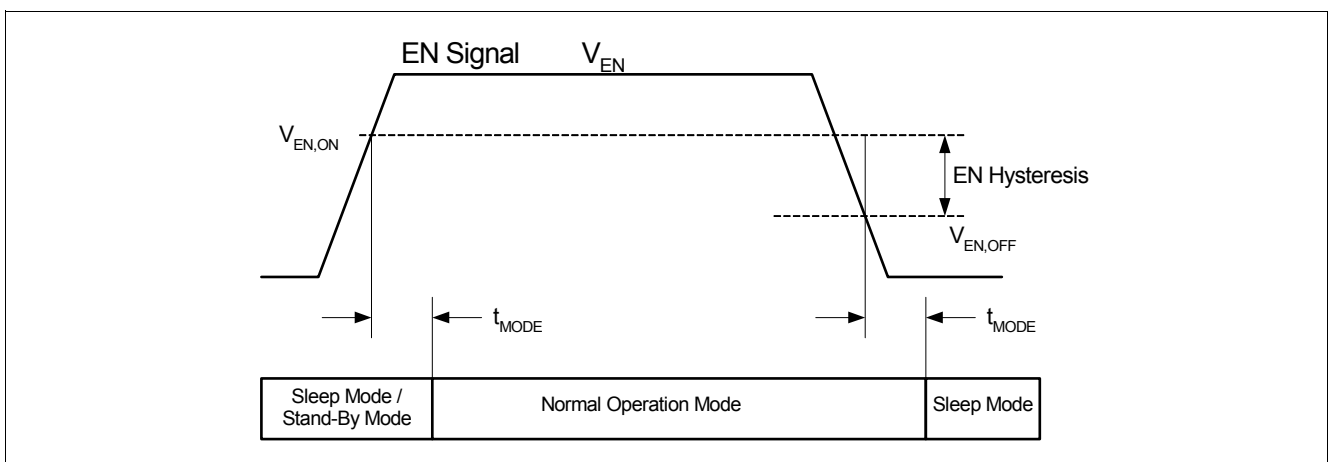 EN Signal V_EN
V_EN,ON
EN Hysteresis
V_EN,OFF
t_MODE
t_MODE
Sleep Mode /
Stand-By Mode
Normal Operation Mode
Sleep Mode